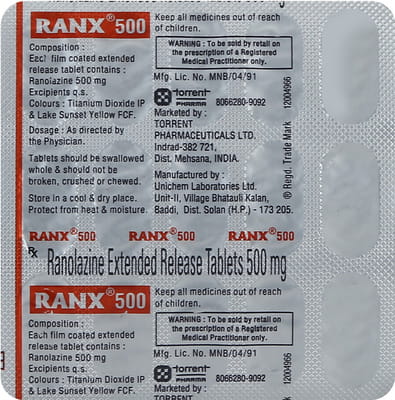 RANX® 500
Composition :
Each film coated extended
release tablet contains :
Ranolazine 500 mg
Excipients q.s.
Colours : Titanium Dioxide IP
& Lake Sunset Yellow FCF.
Dosage : As directed by
the Physician.
Tablets should be swallowed
whole & should not be
broken, crushed or chewed.
Store in a cool & dry place.
Protect from heat & moisture.
Keep all medicines out of reach
of children.
WARNING : To be sold by retail on
the prescription of a Registered
Medical Practitioner only.
Mfg. Lic. No. MNB/04/91
torrent
PHARMA 8066280-9092
Marketed by :
TORRENT
PHARMACEUTICALS LTD.
Indrad-382 721,
Dist. Mehsana, INDIA.
Manufactured by :
Unichem Laboratories Ltd.
Unit-II, Village Bhatauli Kalan,
Baddi, Dist. Solan (H.P.) - 173 205.
® Regd. Trade Mark 12004966
RANX® 500 RANX® 500 RANX® 500
Rx Ranolazine Extended Release Tablets 500 mg
RANX® 500
Composition :
Each film coated extended
release tablet contains :
Ranolazine 500 mg
Excipients q.s.
Colours : Titanium Dioxide IP
& Lake Sunset Yellow FCF.
Keep all medicines out of reach
of children.
WARNING : To be sold by retail on
the prescription of a Registered
Medical Practitioner only.
Mfg. Lic. No. MNB/04/91
torrent
PHARMA 8066280-9092
Marketed by :
TORRENT
12004966